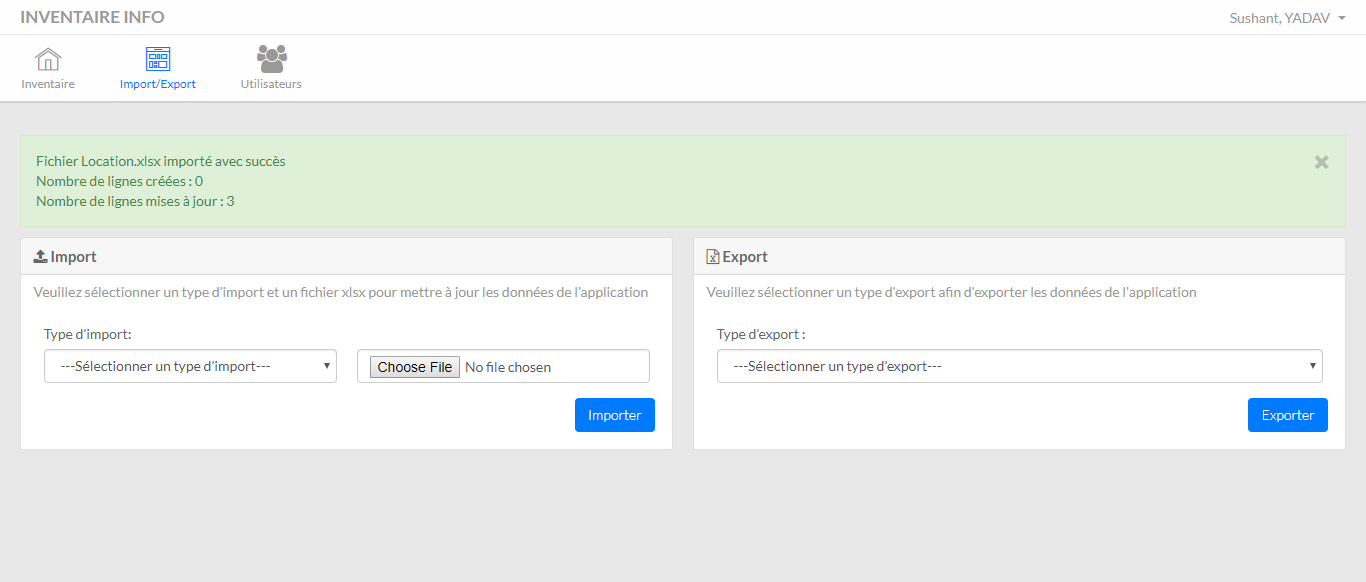 INVENTAIRE INFO
Sushant, YADAV
Inventaire
Import/Export
Utilisateurs
Fichier Location.xlsx importé avec succès
Nombre de lignes créées : 0
Nombre de lignes mises à jour : 3
Import
Veuillez sélectionner un type d'import et un fichier xlsx pour mettre à jour les données de l'application
Type d'import:
---Sélectionner un type d'import---
Choose File No file chosen
Importer
Export
Veuillez sélectionner un type d'export afin d'exporter les données de l'application
Type d'export :
---Sélectionner un type d'export---
Exporter